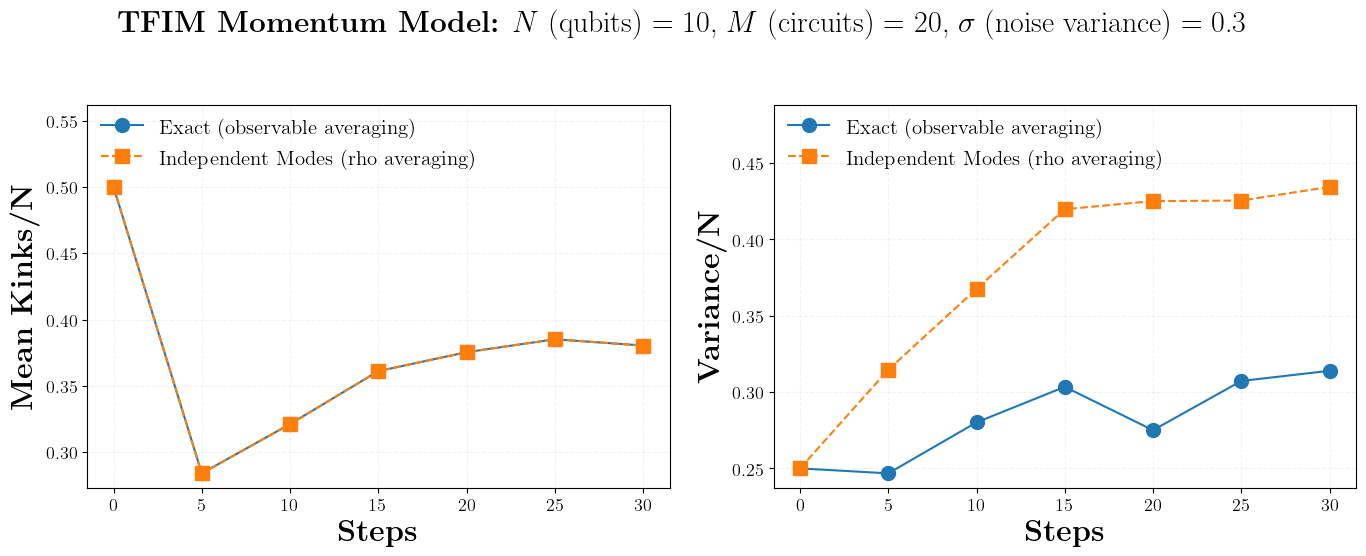 TFIM Momentum Model: N (qubits) = 10, M (circuits) = 20, σ (noise variance) = 0.3
Mean Kinks/N
0.55
0.50
0.45
0.40
0.35
0.30
Exact (observable averaging)
Independent Modes (rho averaging)
0 5 10 15 20 25 30
Steps
Variance/N
0.45
0.40
0.35
0.30
0.25
Exact (observable averaging)
Independent Modes (rho averaging)
0 5 10 15 20 25 30
Steps